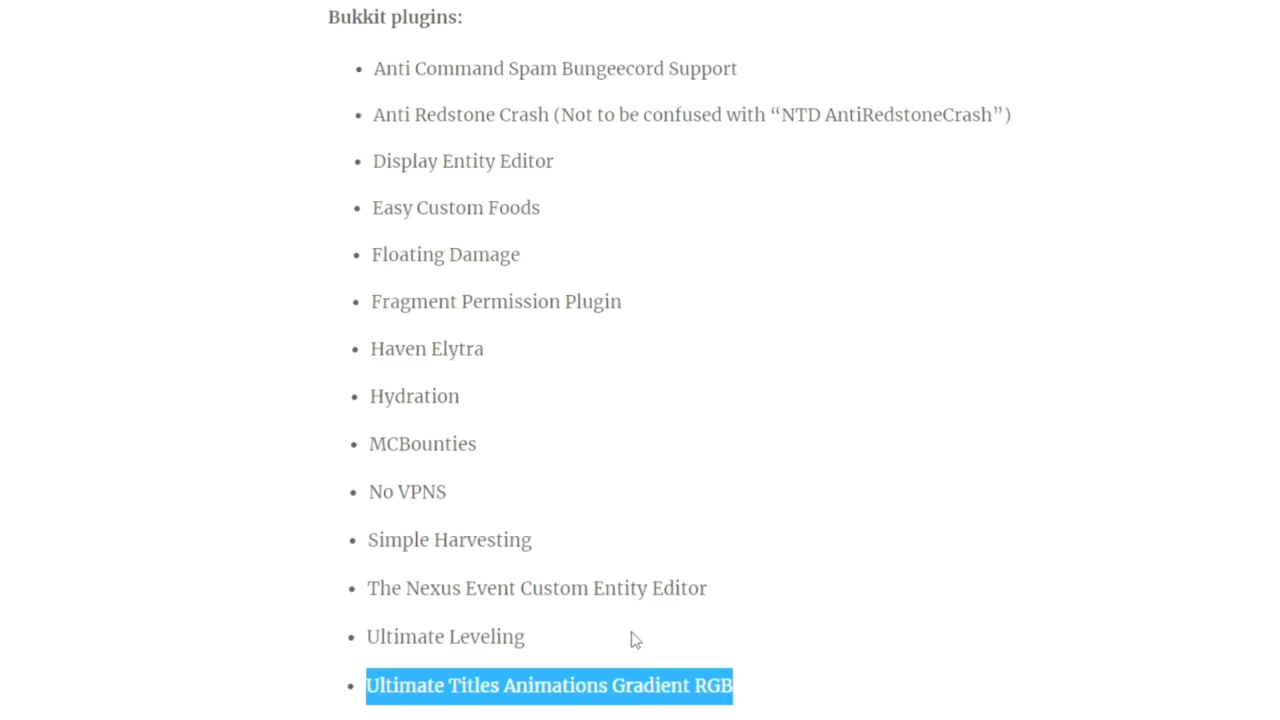 Bukkit plugins:
Anti Command Spam Bungeecord Support
Anti Redstone Crash (Not to be confused with “NTD AntiRedstoneCrash”)
Display Entity Editor
Easy Custom Foods
Floating Damage
Fragment Permission Plugin
Haven Elytra
Hydration
MCBounties
No VPNS
Simple Harvesting
The Nexus Event Custom Entity Editor
Ultimate Leveling
Ultimate Titles Animations Gradient RGB